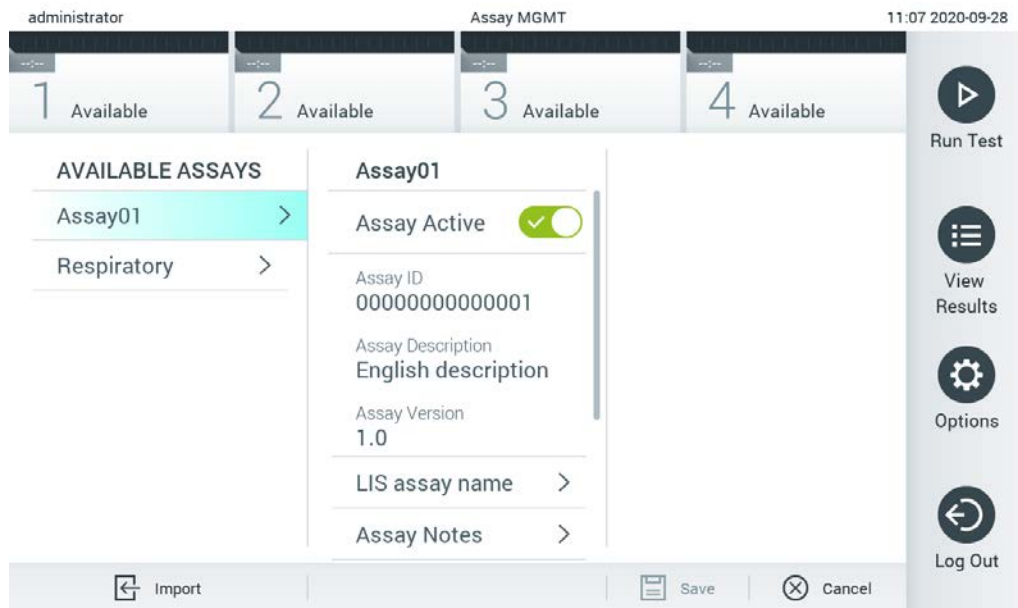 administrator
Assay MGMT
11:07 2020-09-28
--:--
1 Available
--:--
2 Available
--:--
3 Available
--:--
4 Available
AVAILABLE ASSAYS
Assay01
Respiratory
Assay01
Assay Active
Assay ID
00000000000001
Assay Description
English description
Assay Version
1.0
LIS assay name
Assay Notes
Run Test
View
Results
Options
Log Out
Import
Save
Cancel